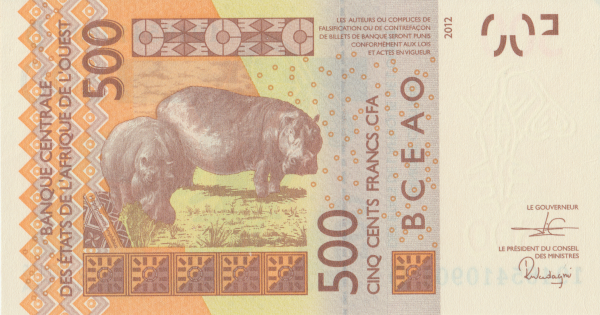 BANQUE CENTRALE
DES ÉTATS DE L'AFRIQUE DE L'OUEST
500
LES AUTEURS OU COMPLICES DE
FALSIFICATION OU DE CONTREFAÇON
DE BILLETS DE BANQUE SERONT PUNIS
CONFORMÉMENT AUX LOIS
ET ACTES EN VIGUEUR
2012
500
CINQ CENTS FRANCS CFA
BCEAO
LE GOUVERNEUR
LE PRÉSIDENT DU CONSEIL
DES MINISTRES